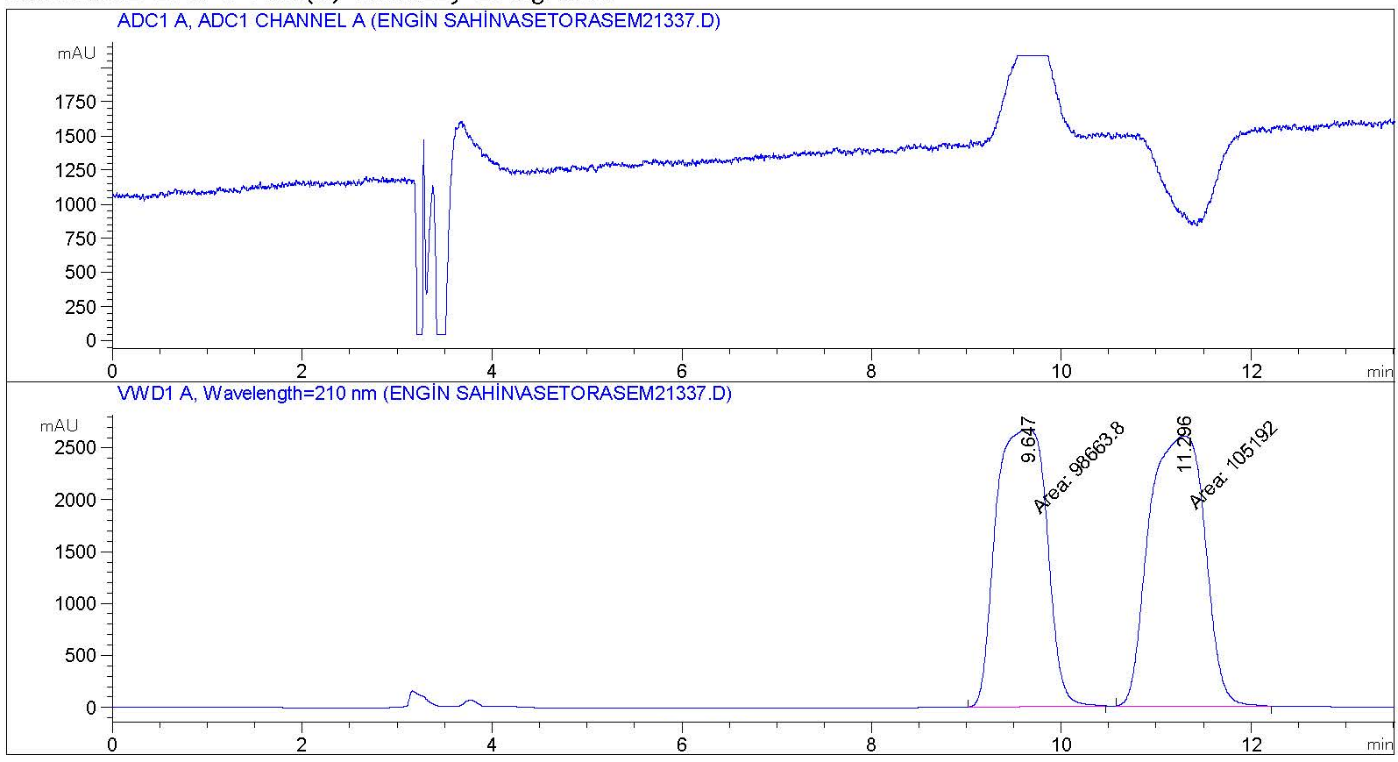 ADC1 A, ADC1 CHANNEL A (ENGİN SAHİN\ASETORASEM21337.D)
mAU
1750
1500
1250
1000
750
500
250
0
0 2 4 6 8 10 12 min
VWD1 A, Wavelength=210 nm (ENGİN SAHİN\ASETORASEM21337.D)
mAU
2500
2000
1500
1000
500
0
9.647
Area: 98663.8
11.296
Area: 105192
0 2 4 6 8 10 12 min